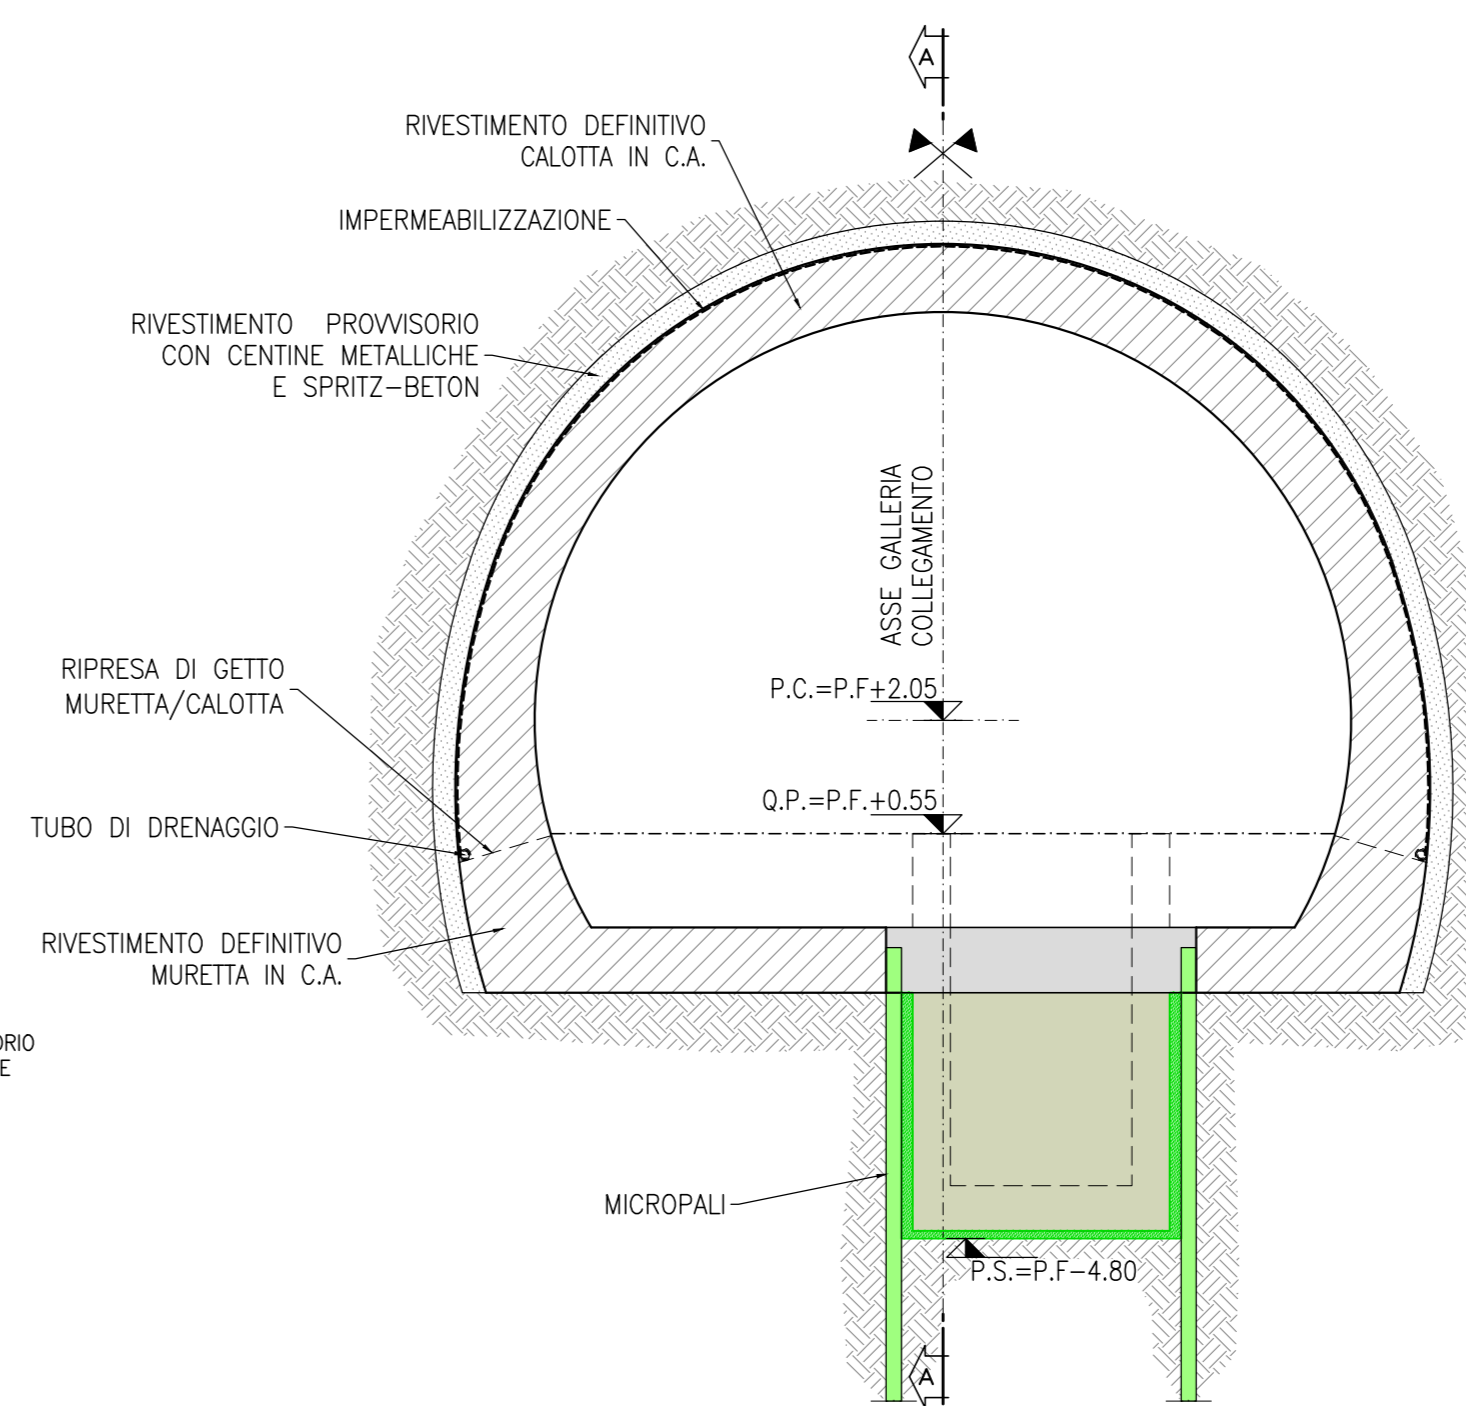 A
RIVESTIMENTO DEFINITIVO
CALOTTA IN C.A.
IMPERMEABILIZZAZIONE
RIVESTIMENTO PROVVISORIO
CON CENTINE METALLICHE
E SPRITZ-BETON
ASSE GALLERIA
COLLEGAMENTO
RIPRESA DI GETTO
MURETTA/CALOTTA
P.C.=P.F+2.05
Q.P.=P.F.+0.55
TUBO DI DRENAGGIO
RIVESTIMENTO DEFINITIVO
MURETTA IN C.A.
ORIO
E
MICROPALI
P.S.=P.F-4.80
A